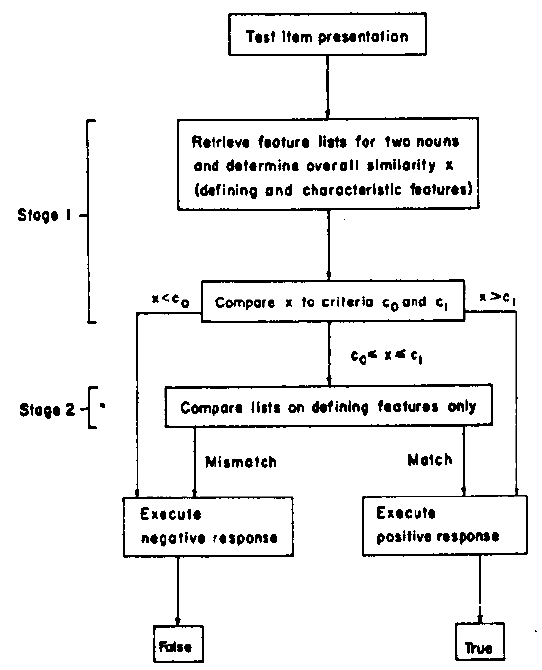 Test Item presentation
Retrieve feature lists for two nouns
and determine overall similarity x
(defining and characteristic features)
Stage 1
x<c₀
Compare x to criteria c₀ and c₁
x>c₁
c₀≤ x ≤ c₁
Stage 2
Compare lists on defining features only
Mismatch
Match
Execute
negative response
Execute
positive response
False
True